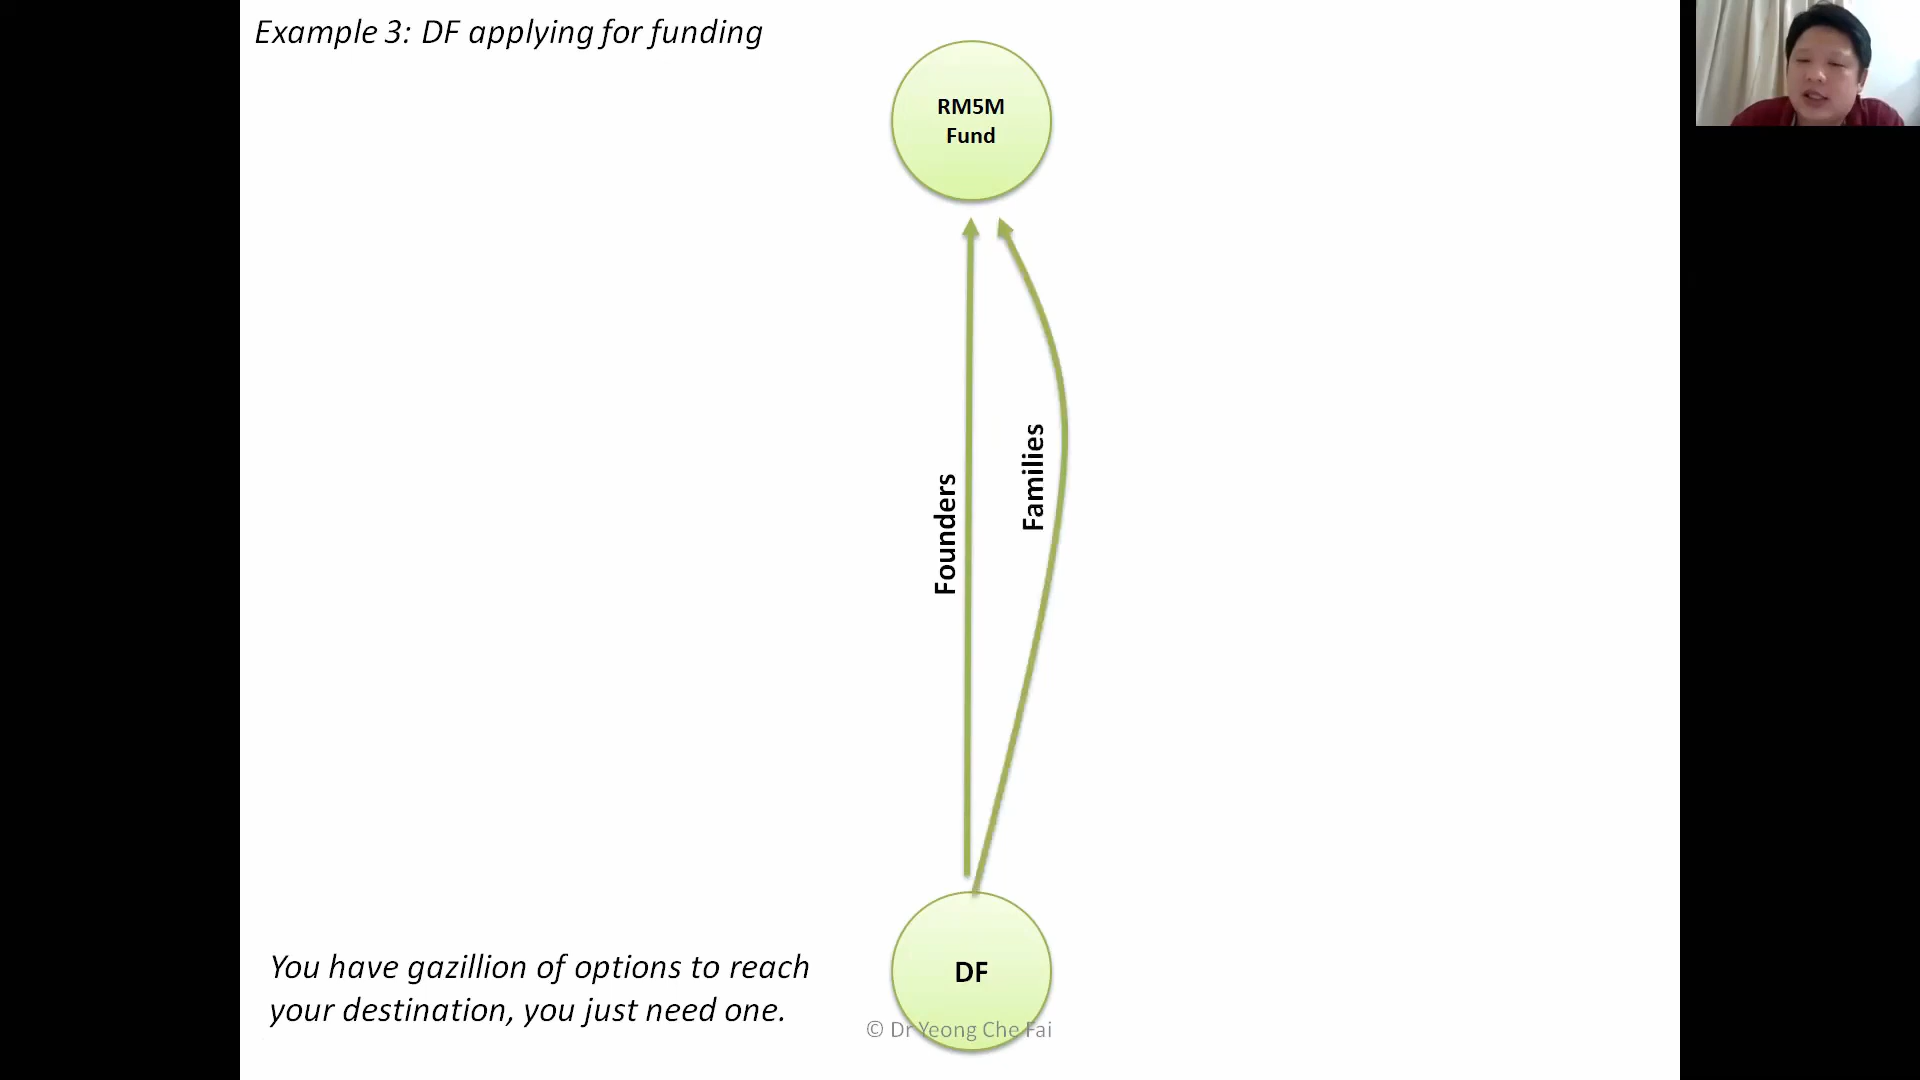 Example 3: DF applying for funding
RM5M
Fund
Founders
Families
DF
You have gazillion of options to reach
your destination, you just need one.
© Dr Yeong Che Fai